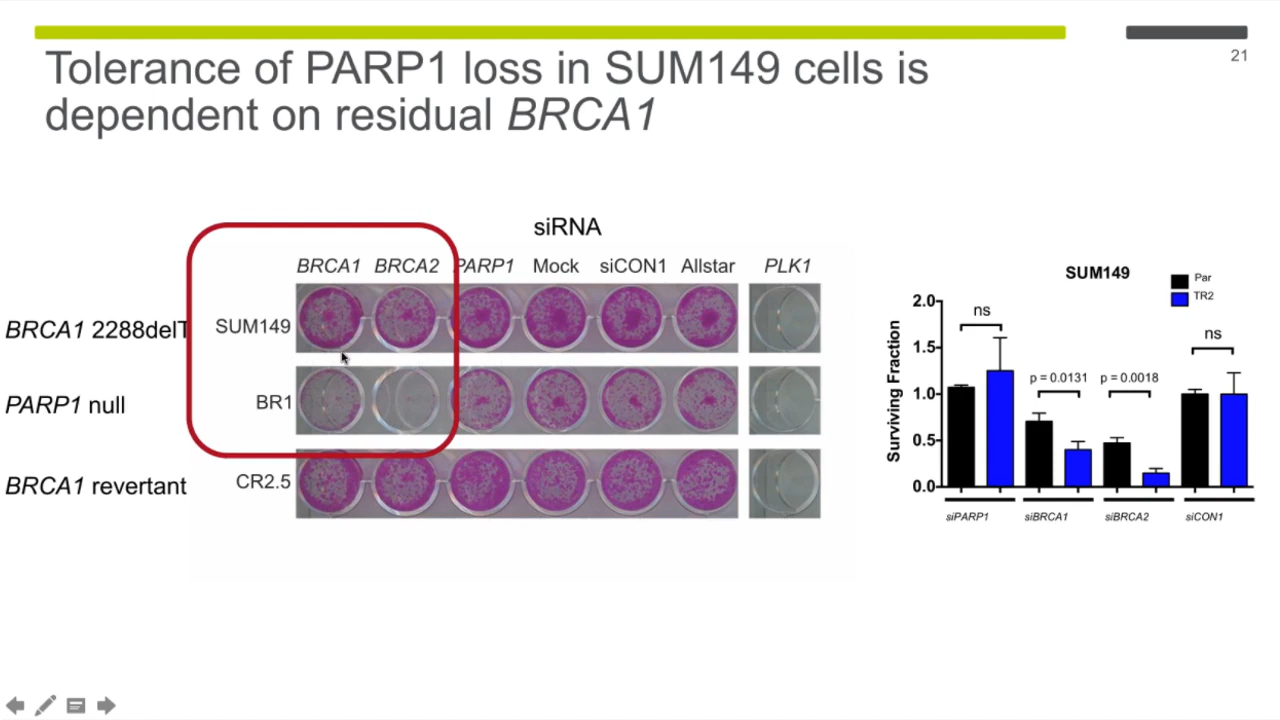 21
Tolerance of PARP1 loss in SUM149 cells is
dependent on residual BRCA1
siRNA
BRCA1 BRCA2 PARP1 Mock siCON1 Allstar PLK1
BRCA1 2288delT SUM149
PARP1 null BR1
BRCA1 revertant CR2.5
SUM149
Par
TR2
Surviving Fraction
2.0
1.5
1.0
0.5
0.0
ns
p = 0.0131
p = 0.0018
ns
siPARP1 siBRCA1 siBRCA2 siCON1